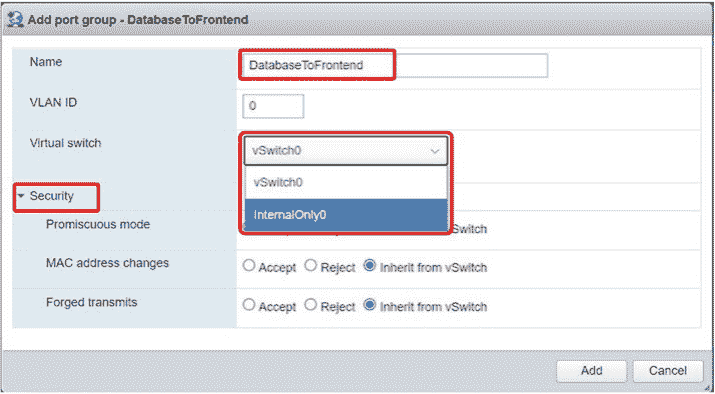 Add port group - DatabaseToFrontend
Name
DatabaseToFrontend
VLAN ID
0
Virtual switch
vSwitch0
vSwitch0
InternalOnly0
Security
Promiscuous mode
vSwitch
MAC address changes
Accept Reject Inherit from vSwitch
Forged transmits
Accept Reject Inherit from vSwitch
Add Cancel